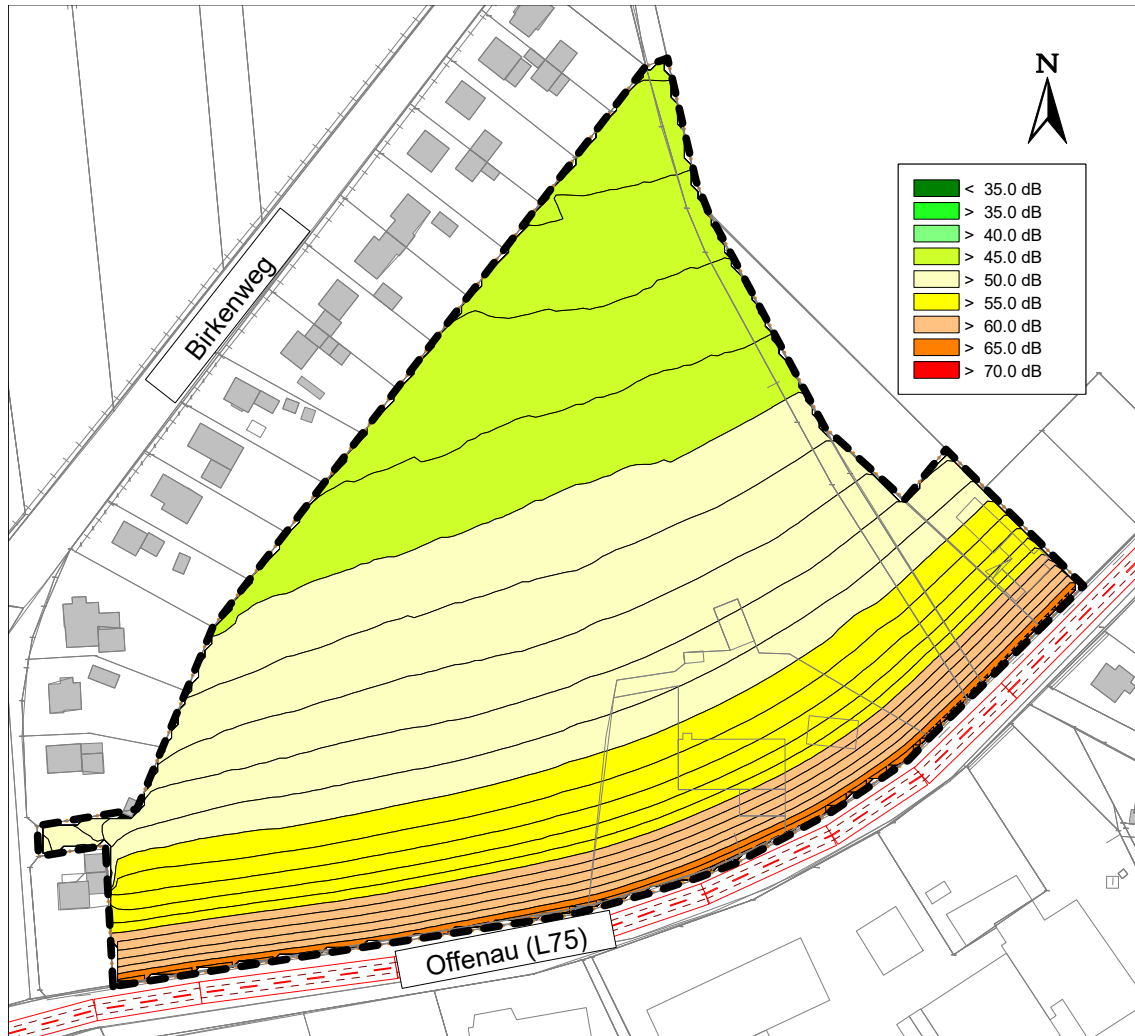 N
< 35.0 dB
> 35.0 dB
> 40.0 dB
> 45.0 dB
> 50.0 dB
> 55.0 dB
> 60.0 dB
> 65.0 dB
> 70.0 dB
Birkenweg
Offenau (L75)